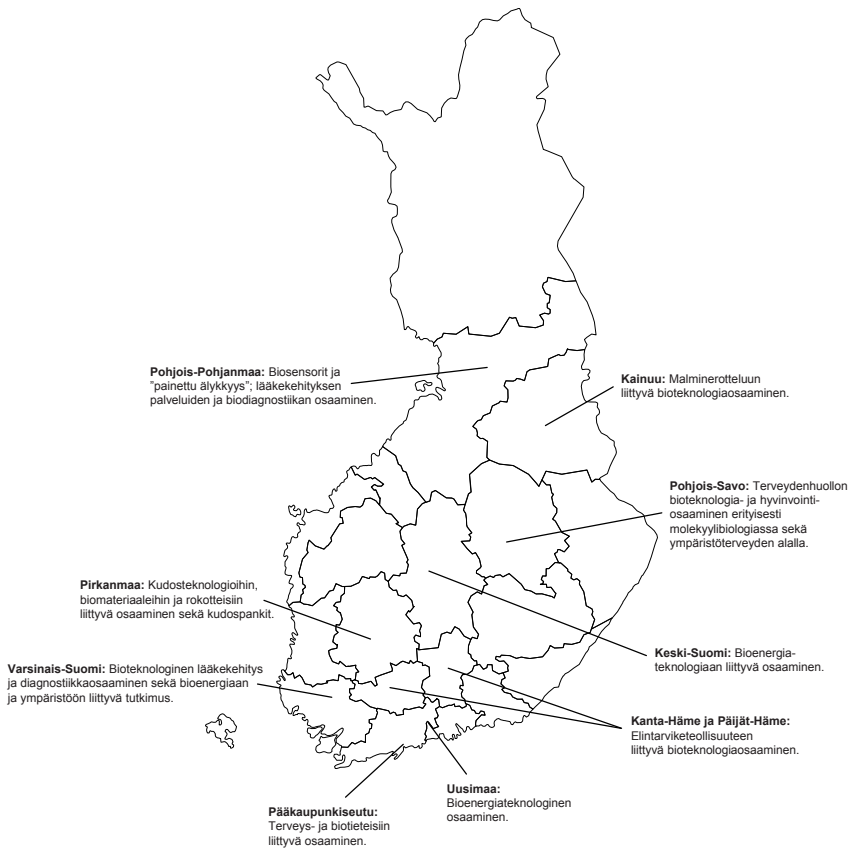 Pohjois-Pohjanmaa: Biosensorit ja
”painettu älykkyys”; lääkekehityksen
palveluiden ja biodiagnostiikan osaaminen.
Kainuu: Malminerotteluun
liittyvä bioteknologiaosaaminen.
Pohjois-Savo: Terveydenhuollon
bioteknologia- ja hyvinvointi-
osaaminen erityisesti
molekyylibiologiassa sekä
ympäristöterveyden alalla.
Pirkanmaa: Kudosteknologioihin,
biomateriaaleihin ja rokotteisiin
liittyvä osaaminen sekä kudospankit.
Keski-Suomi: Bioenergia-
teknologiaan liittyvä osaaminen.
Varsinais-Suomi: Bioteknologinen lääkekehitys
ja diagnostiikkaosaaminen sekä bioenergiaan
ja ympäristöön liittyvä tutkimus.
Kanta-Häme ja Päijät-Häme:
Elintarviketeollisuuteen
liittyvä bioteknologiaosaaminen.
Uusimaa:
Bioenergiateknologinen
osaaminen.
Pääkaupunkiseutu:
Terveys- ja biotieteisiin
liittyvä osaaminen.